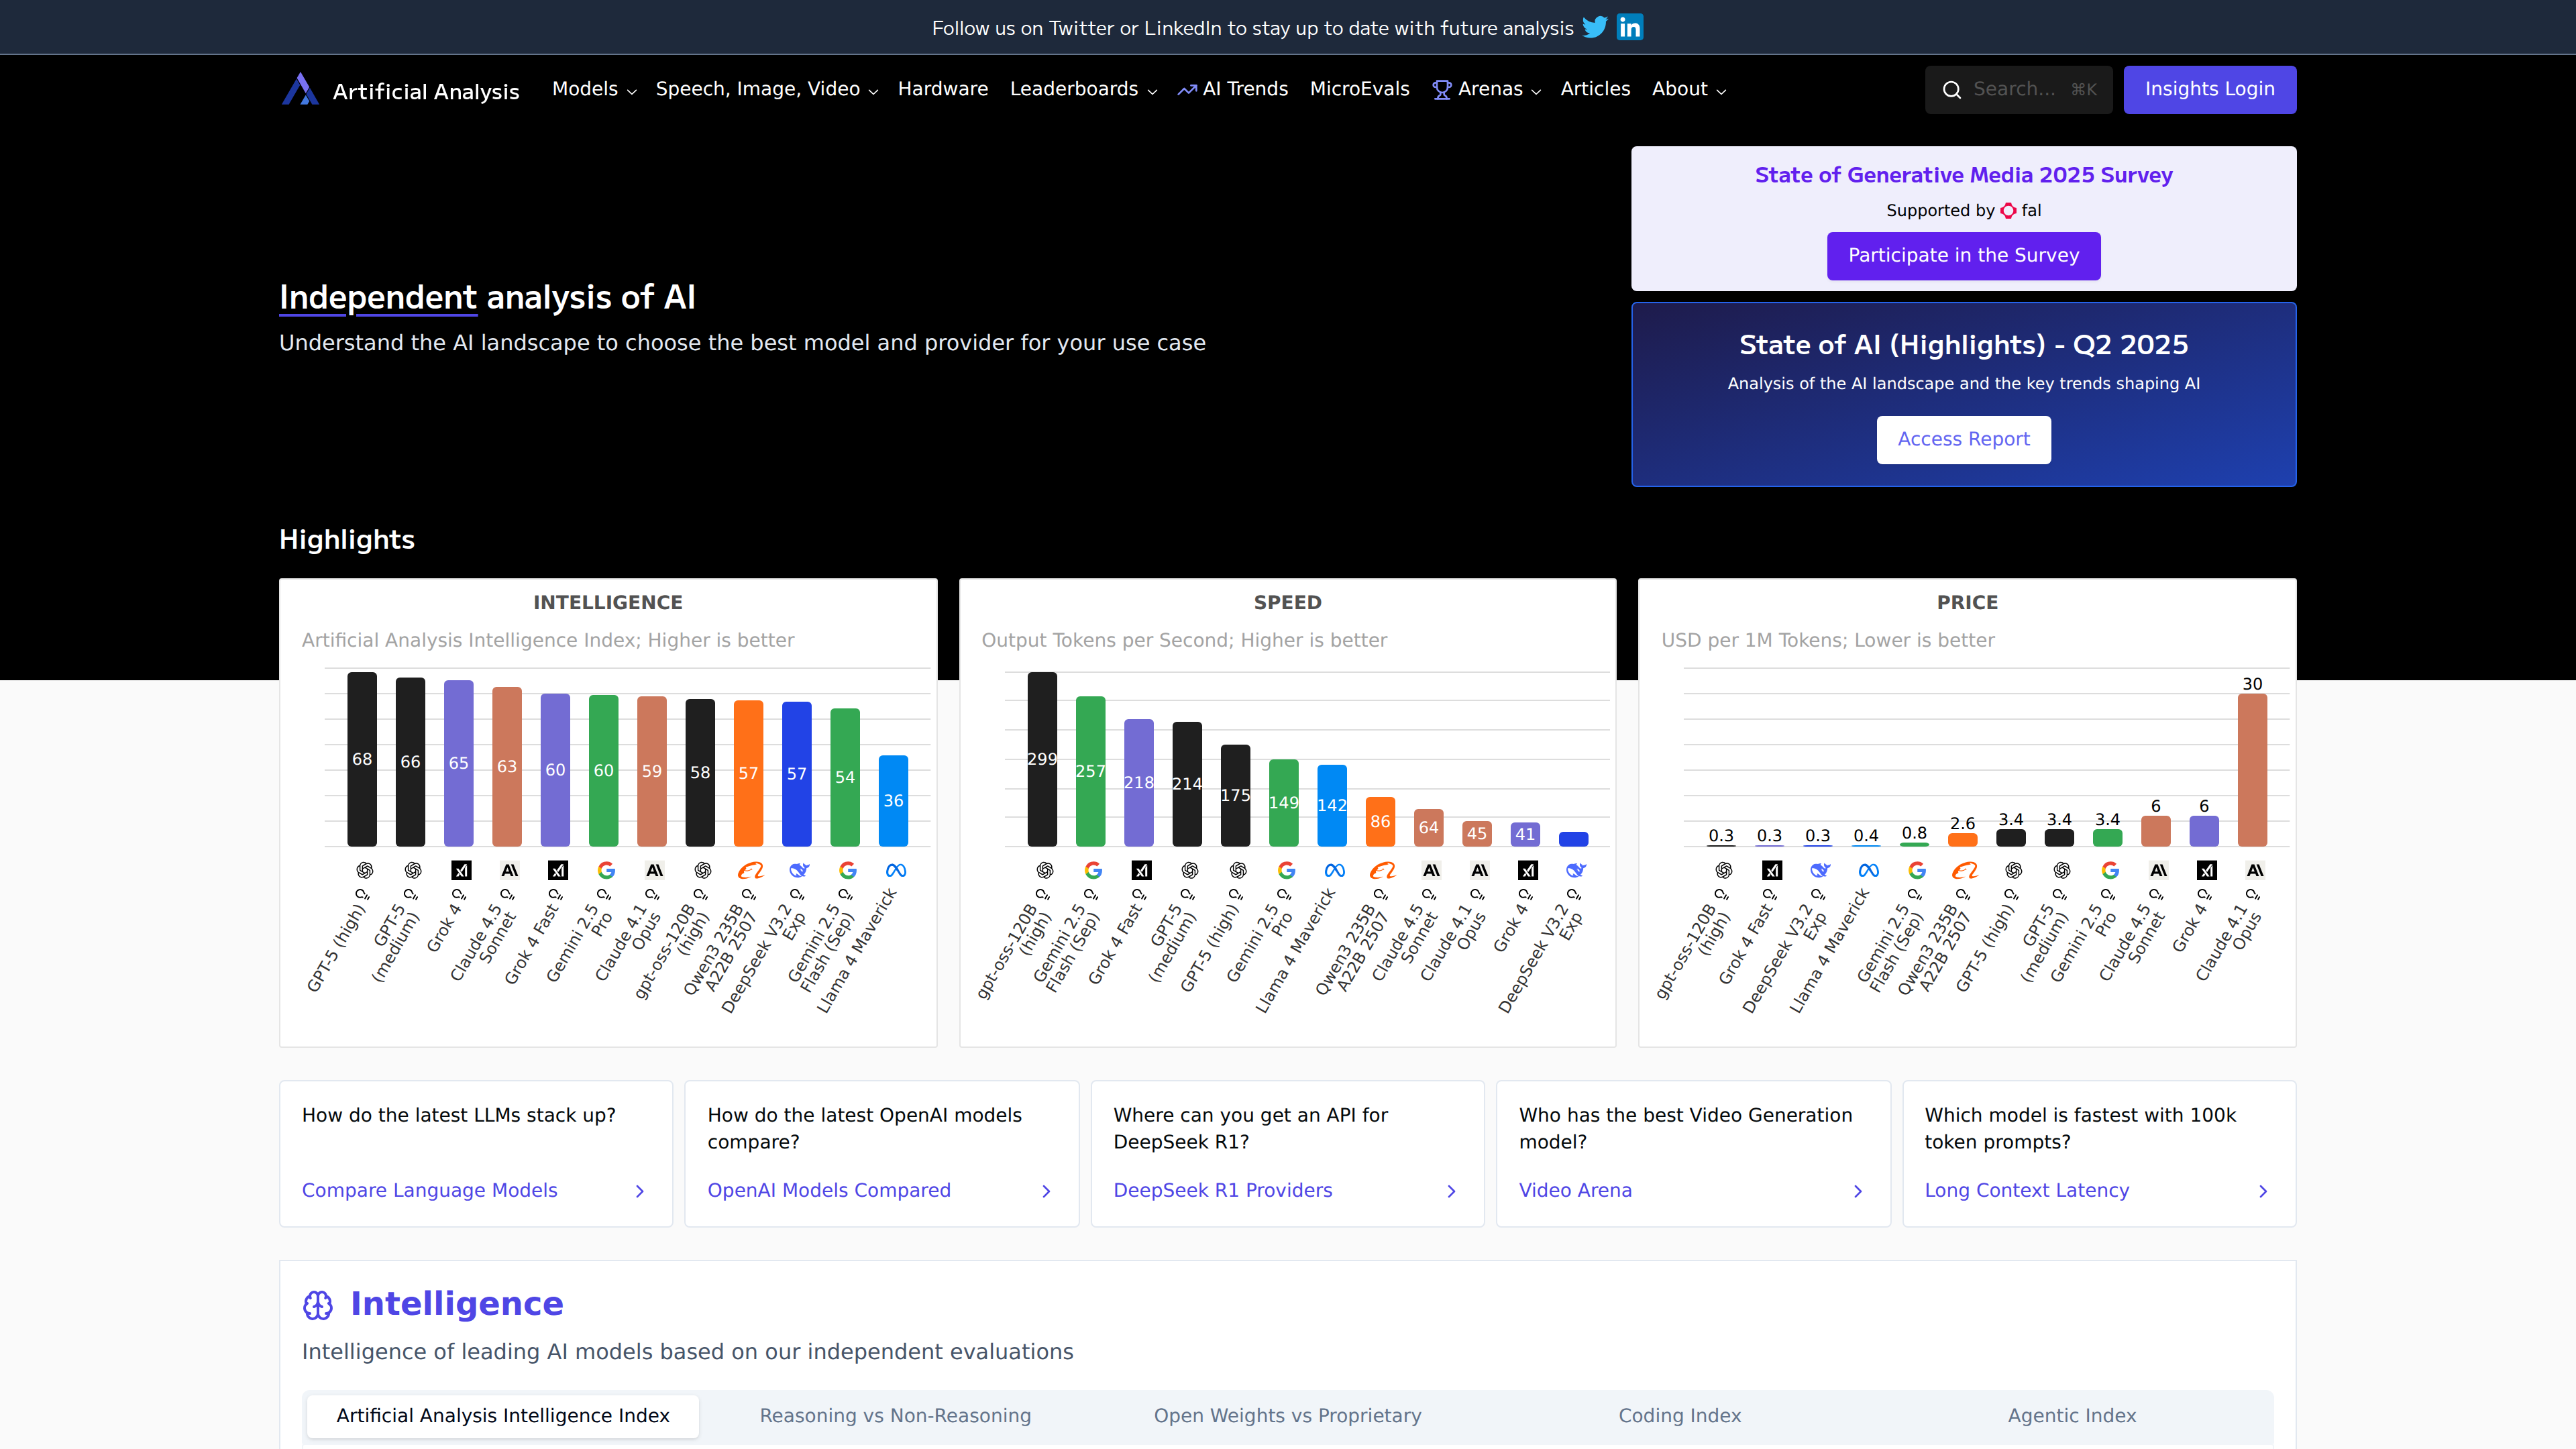 Follow us on Twitter or LinkedIn to stay up to date with future analysis
Artificial Analysis
Models
Speech, Image, Video
Hardware
Leaderboards
AI Trends
MicroEvals
Arenas
Articles
About
Search... ⌘K
Insights Login
State of Generative Media 2025 Survey
Supported by fal
Participate in the Survey
Independent analysis of AI
Understand the AI landscape to choose the best model and provider for your use case
State of AI (Highlights) - Q2 2025
Analysis of the AI landscape and the key trends shaping AI
Access Report
Highlights
INTELLIGENCE
Artificial Analysis Intelligence Index; Higher is better
68 66 65 63 60 60 59 58 57 57 54 36
GPT-5 (high)
GPT-5
(medium)
Grok 4
Claude 4.5
Sonnet
Grok 4 Fast
Gemini 2.5
Pro
Claude 4.1
Opus
gpt-oss-120B
(high)
Qwen3 235B
A22B 2507
DeepSeek V3.2
Exp
Gemini 2.5
Flash (Sep)
Llama 4 Maverick
SPEED
Output Tokens per Second; Higher is better
299 257 218 214 175 149 142 86 64 45 41
gpt-oss-120B
(high)
Gemini 2.5
Flash (Sep)
Grok 4 Fast
GPT-5
(medium)
GPT-5 (high)
Gemini 2.5
Pro
Llama 4 Maverick
Qwen3 235B
A22B 2507
Claude 4.5
Sonnet
Claude 4.1
Opus
Grok 4
DeepSeek V3.2
Exp
PRICE
USD per 1M Tokens; Lower is better
0.3 0.3 0.3 0.4 0.8 2.6 3.4 3.4 3.4 6 6 30
gpt-oss-120B
(high)
Grok 4 Fast
DeepSeek V3.2
Exp
Llama 4 Maverick
Gemini 2.5
Flash (Sep)
Qwen3 235B
A22B 2507
GPT-5 (high)
GPT-5
(medium)
Gemini 2.5
Pro
Claude 4.5
Sonnet
Grok 4
Claude 4.1
Opus
How do the latest LLMs stack up?
Compare Language Models
How do the latest OpenAI models
compare?
OpenAI Models Compared
Where can you get an API for
DeepSeek R1?
DeepSeek R1 Providers
Who has the best Video Generation
model?
Video Arena
Which model is fastest with 100k
token prompts?
Long Context Latency
Intelligence
Intelligence of leading AI models based on our independent evaluations
Artificial Analysis Intelligence Index
Reasoning vs Non-Reasoning
Open Weights vs Proprietary
Coding Index
Agentic Index